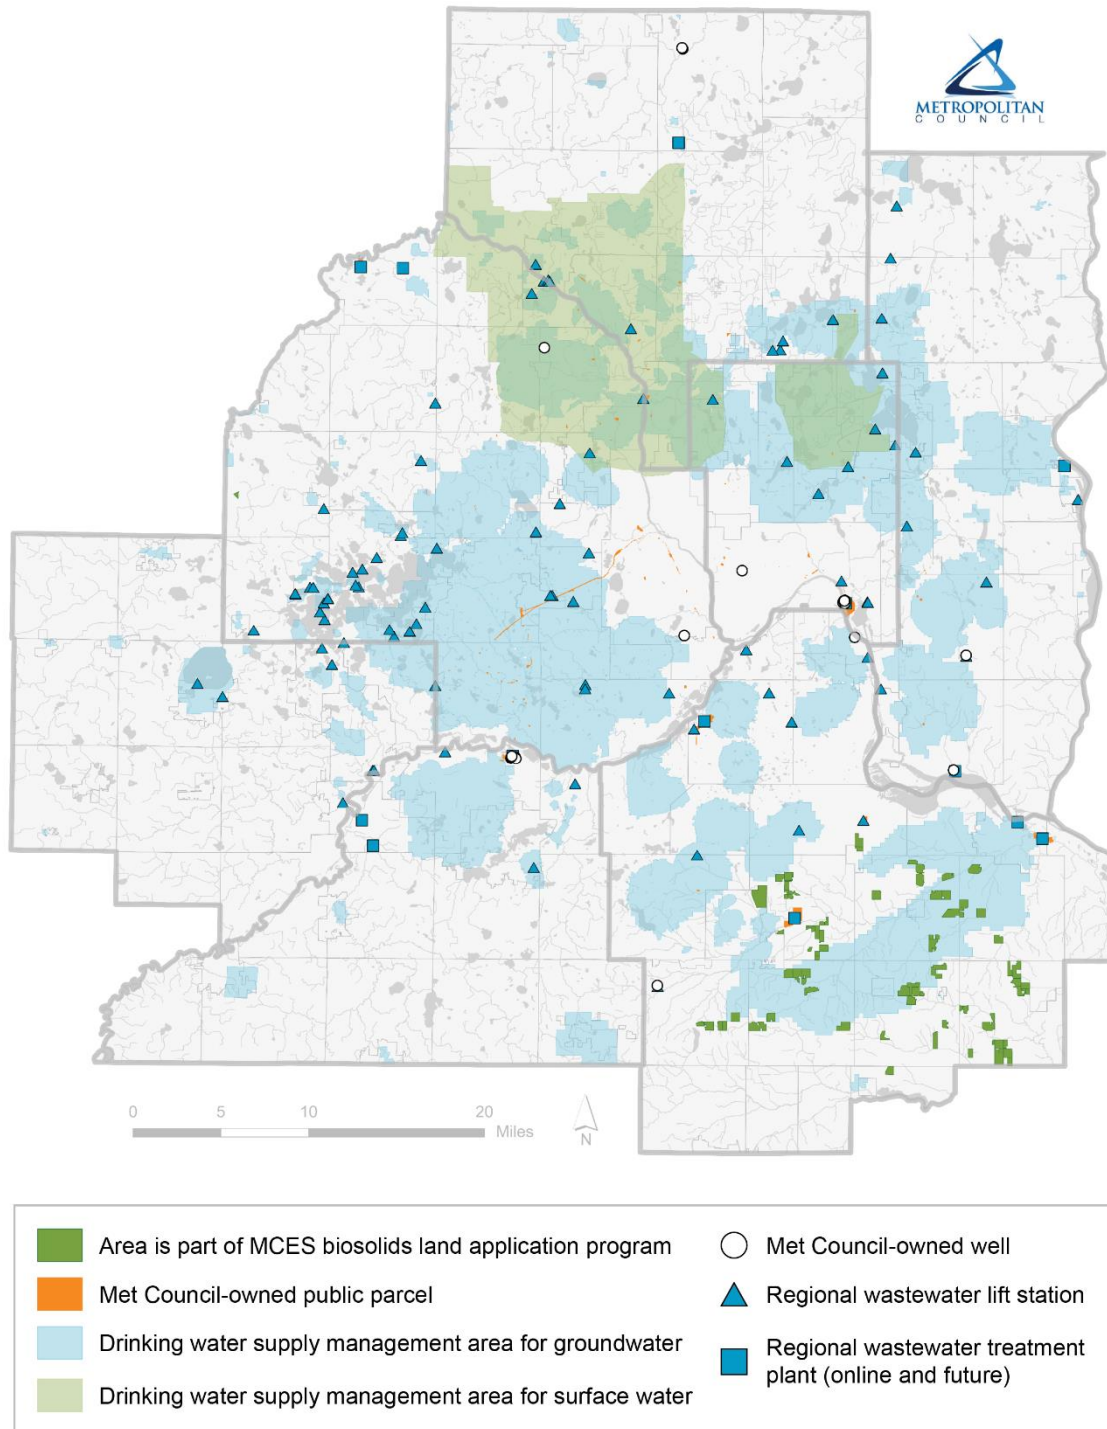 METROPOLITAN
COUNCIL
0 5 10 20
Miles
N
Area is part of MCES biosolids land application program
Met Council-owned public parcel
Drinking water supply management area for groundwater
Drinking water supply management area for surface water
Met Council-owned well
Regional wastewater lift station
Regional wastewater treatment
plant (online and future)